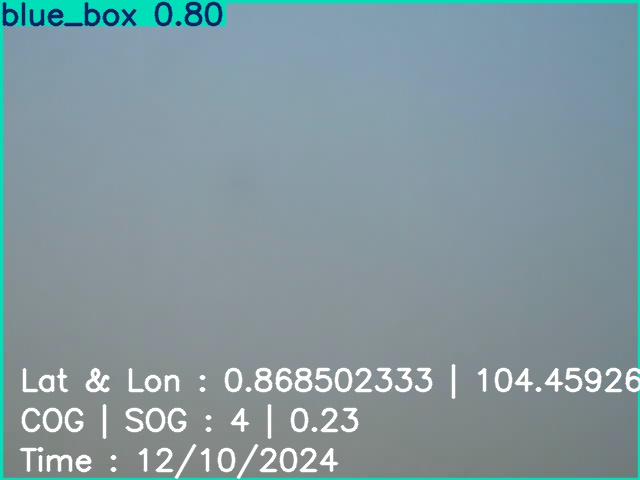 blue_box 0.80
Lat & Lon : 0.868502333 | 104.45926
COG | SOG : 4 | 0.23
Time : 12/10/2024